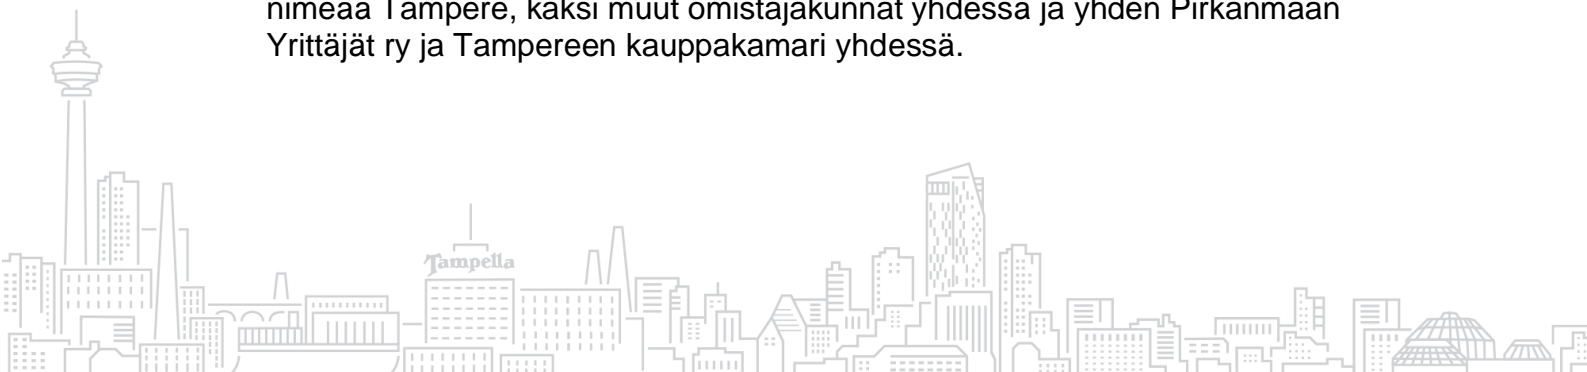 nimeää Tampere, kaksi muut omistajakunnat yhdessä ja yhden Pirkanmaan
Yrittäjät ry ja Tampereen kauppakamari yhdessä.
Tampella